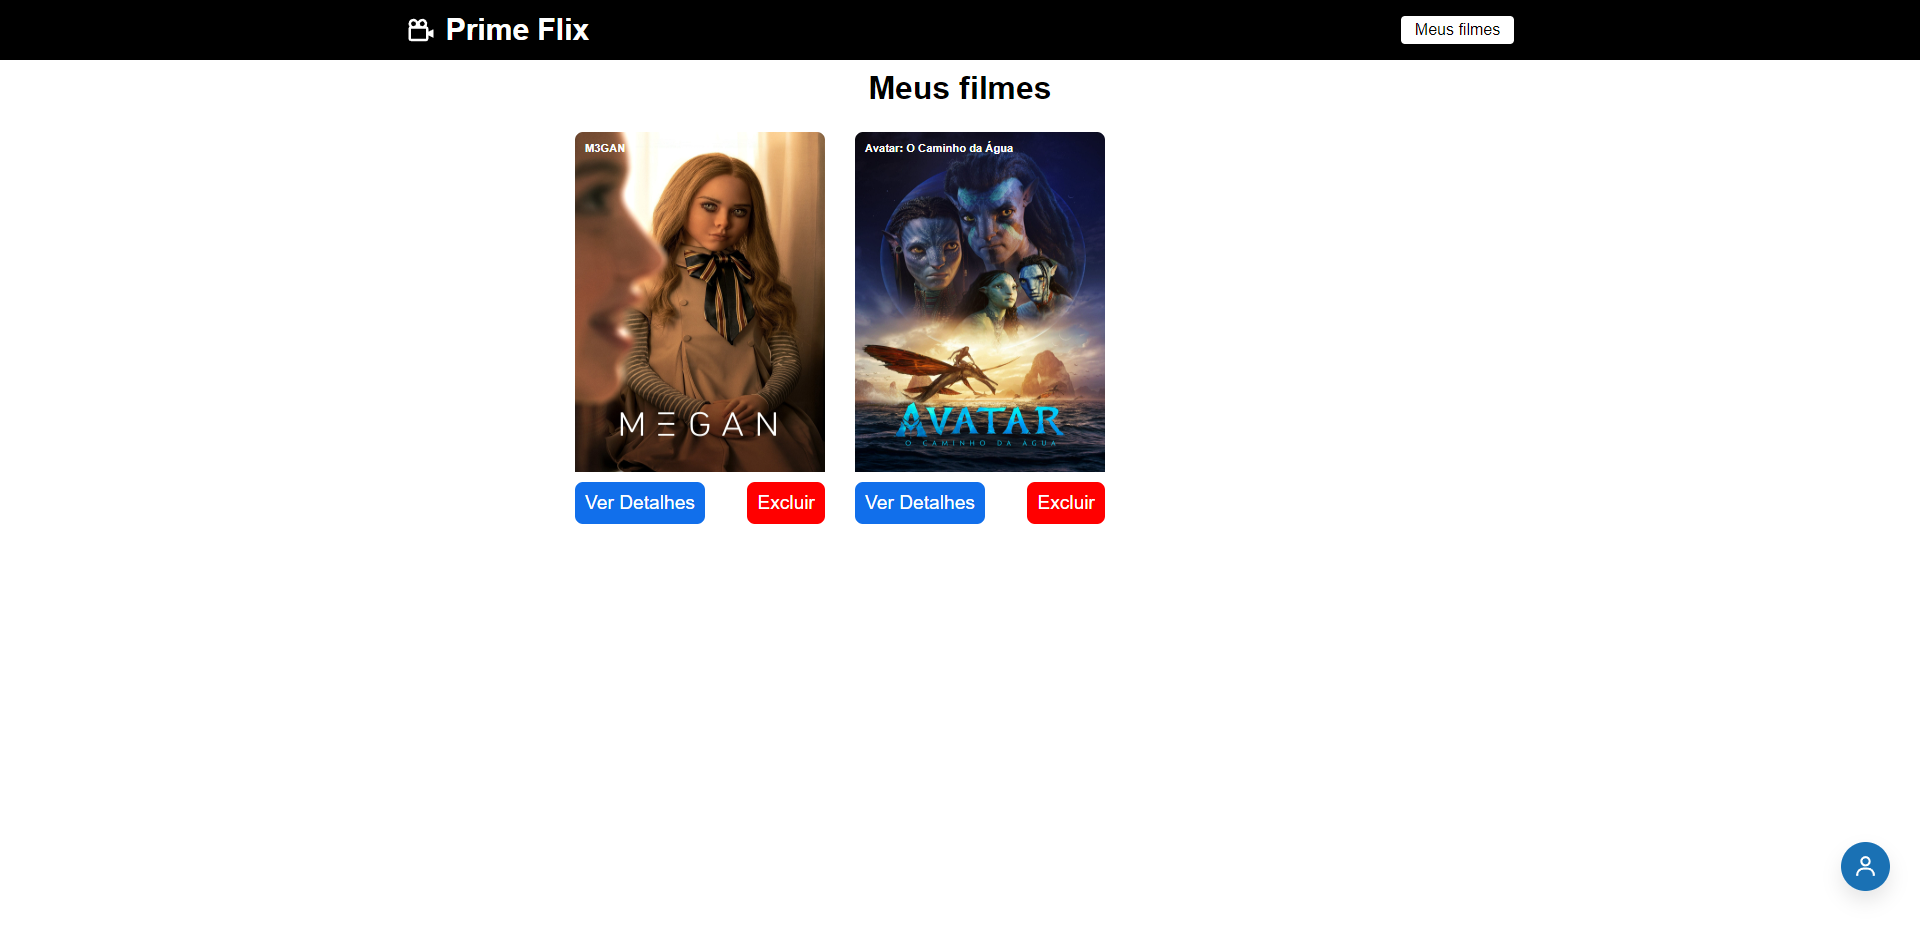 Prime Flix
Meus filmes
Meus filmes
M3GAN
MEGAN
Ver Detalhes
Excluir
Avatar: O Caminho da Água
AVATAR
O CAMINHO DA ÁGUA
Ver Detalhes
Excluir